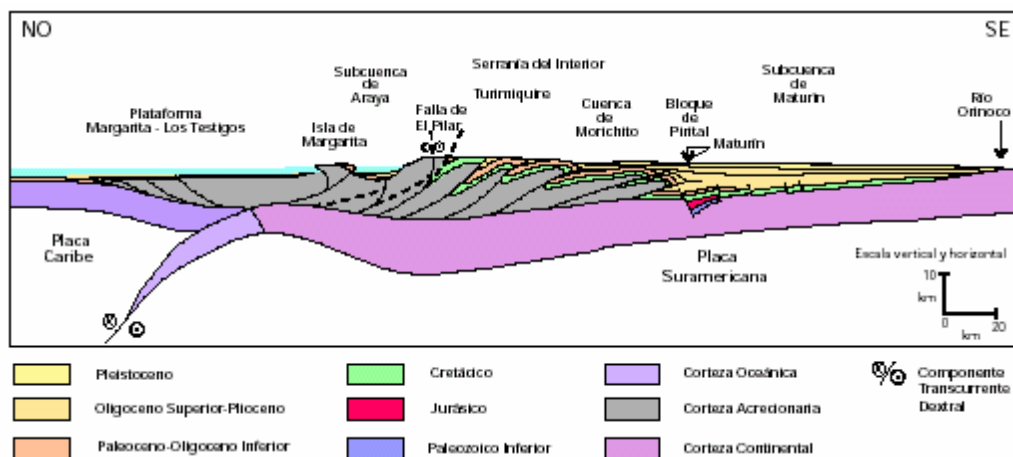 NO
SE
Serranía del Interior
Subcuenca
de
Araya
Turimiquire
Subcuenca
de
Maturín
Plataforma
Margarita - Los Testigos
Isla de
Margarita
Falla de
El Pilar
Cuenca
de
Morichito
Bloque
de
Pirital
Maturín
Río
Orinoco
Placa
Caribe
Placa
Suramericana
Escala vertical y horizontal
10
km
0
20
km
Pleistoceno
Oligoceno Superior-Plioceno
Paleoceno-Oligoceno Inferior
Cretácico
Jurásico
Paleozoico Inferior
Corteza Oceánica
Corteza Acrecionaria
Corteza Continental
Componente
Transcurrente
Dextral